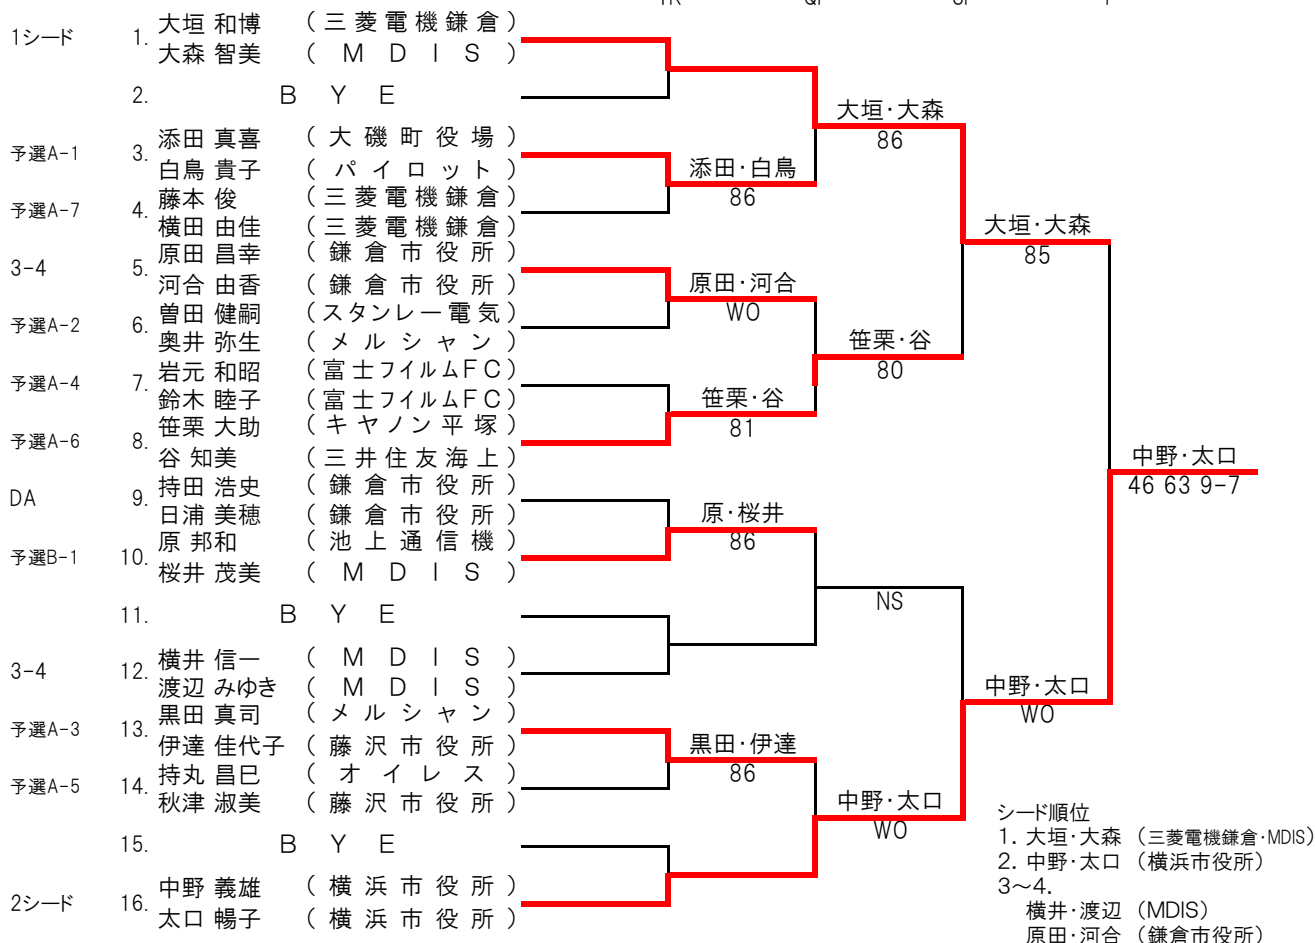 1R QF SF F
1シード 1. 大垣 和博 (三菱電機鎌倉)
大森 智美 (MDIS)
2. BYE
大垣・大森
86
予選A-1 3. 添田 真喜 (大磯町役場)
白鳥 貴子 (パイロット)
添田・白鳥
86
予選A-7 4. 藤本 俊 (三菱電機鎌倉)
横田 由佳 (三菱電機鎌倉)
大垣・大森
85
3-4 5. 原田 昌幸 (鎌倉市役所)
河合 由香 (鎌倉市役所)
原田・河合
WO
予選A-2 6. 曽田 健嗣 (スタンレー電気)
奥井 弥生 (メルシャン)
笹栗・谷
80
予選A-4 7. 岩元 和昭 (富士フイルムFC)
鈴木 睦子 (富士フイルムFC)
笹栗・谷
81
予選A-6 8. 笹栗 大助 (キヤノン平塚)
谷 知美 (三井住友海上)
中野・太口
46 63 9-7
DA 9. 持田 浩史 (鎌倉市役所)
日浦 美穂 (鎌倉市役所)
原・桜井
86
予選B-1 10. 原 邦和 (池上通信機)
桜井 茂美 (MDIS)
NS
11. BYE
3-4 12. 横井 信一 (MDIS)
渡辺 みゆき (MDIS)
中野・太口
WO
予選A-3 13. 黒田 真司 (メルシャン)
伊達 佳代子 (藤沢市役所)
黒田・伊達
86
予選A-5 14. 持丸 昌巳 (オイレス)
秋津 淑美 (藤沢市役所)
中野・太口
WO
15. BYE
2シード 16. 中野 義雄 (横浜市役所)
太口 暢子 (横浜市役所)
シード順位
1. 大垣・大森 (三菱電機鎌倉・MDIS)
2. 中野・太口 (横浜市役所)
3～4.
横井・渡辺 (MDIS)
原田・河合 (鎌倉市役所)